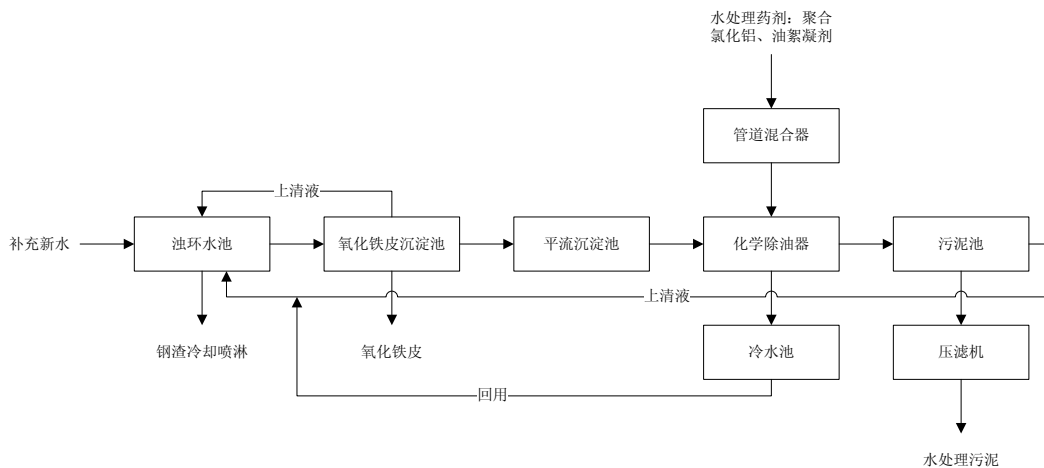 水处理药剂：聚合
氯化铝、油絮凝剂
管道混合器
上清液
补充新水
浊环水池
氧化铁皮沉淀池
平流沉淀池
化学除油器
污泥池
上清液
钢渣冷却喷淋
氧化铁皮
冷水池
压滤机
回用
水处理污泥